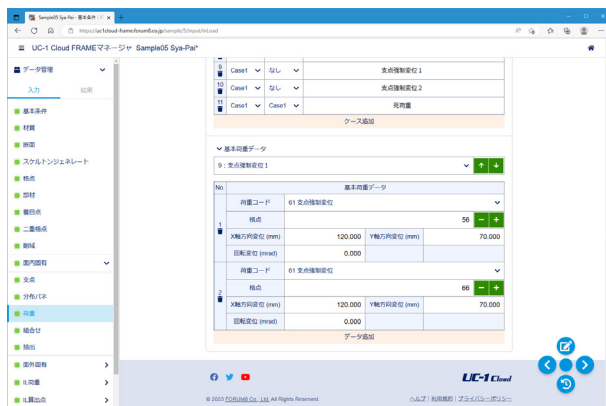 Sample05 Sya-Pai - 基本条件 | F
https://uc1cloud-frame.forum8.co.jp/sample/5/input/InLoad
UC-1 Cloud FRAMEマネージャ Sample05 Sya-Pai*
データ管理
入力 結果
基本条件
材質
断面
スケルトンジェネレート
格点
部材
着目点
二重格点
剛域
面内固有
支点
分布バネ
荷重
組合せ
抽出
面外固有
IL荷重
IL算出点
9 Case1 なし 支点強制変位1
10 Case1 なし 支点強制変位2
11 Case1 Case1 死荷重
ケース追加
基本荷重データ
9:支点強制変位1
No 基本荷重データ
1 荷重コード 61 支点強制変位
格点 56
X軸方向変位 (mm) 120.000 Y軸方向変位 (mm) 70.000
回転変位 (mrad) 0.000
2 荷重コード 61 支点強制変位
格点 66
X軸方向変位 (mm) 120.000 Y軸方向変位 (mm) 70.000
回転変位 (mrad) 0.000
データ追加
UC-1 Cloud
© 2023 FORUM8 Co., Ltd. All Rights Reserved.
ヘルプ | 利用規約 | プライバシーポリシー